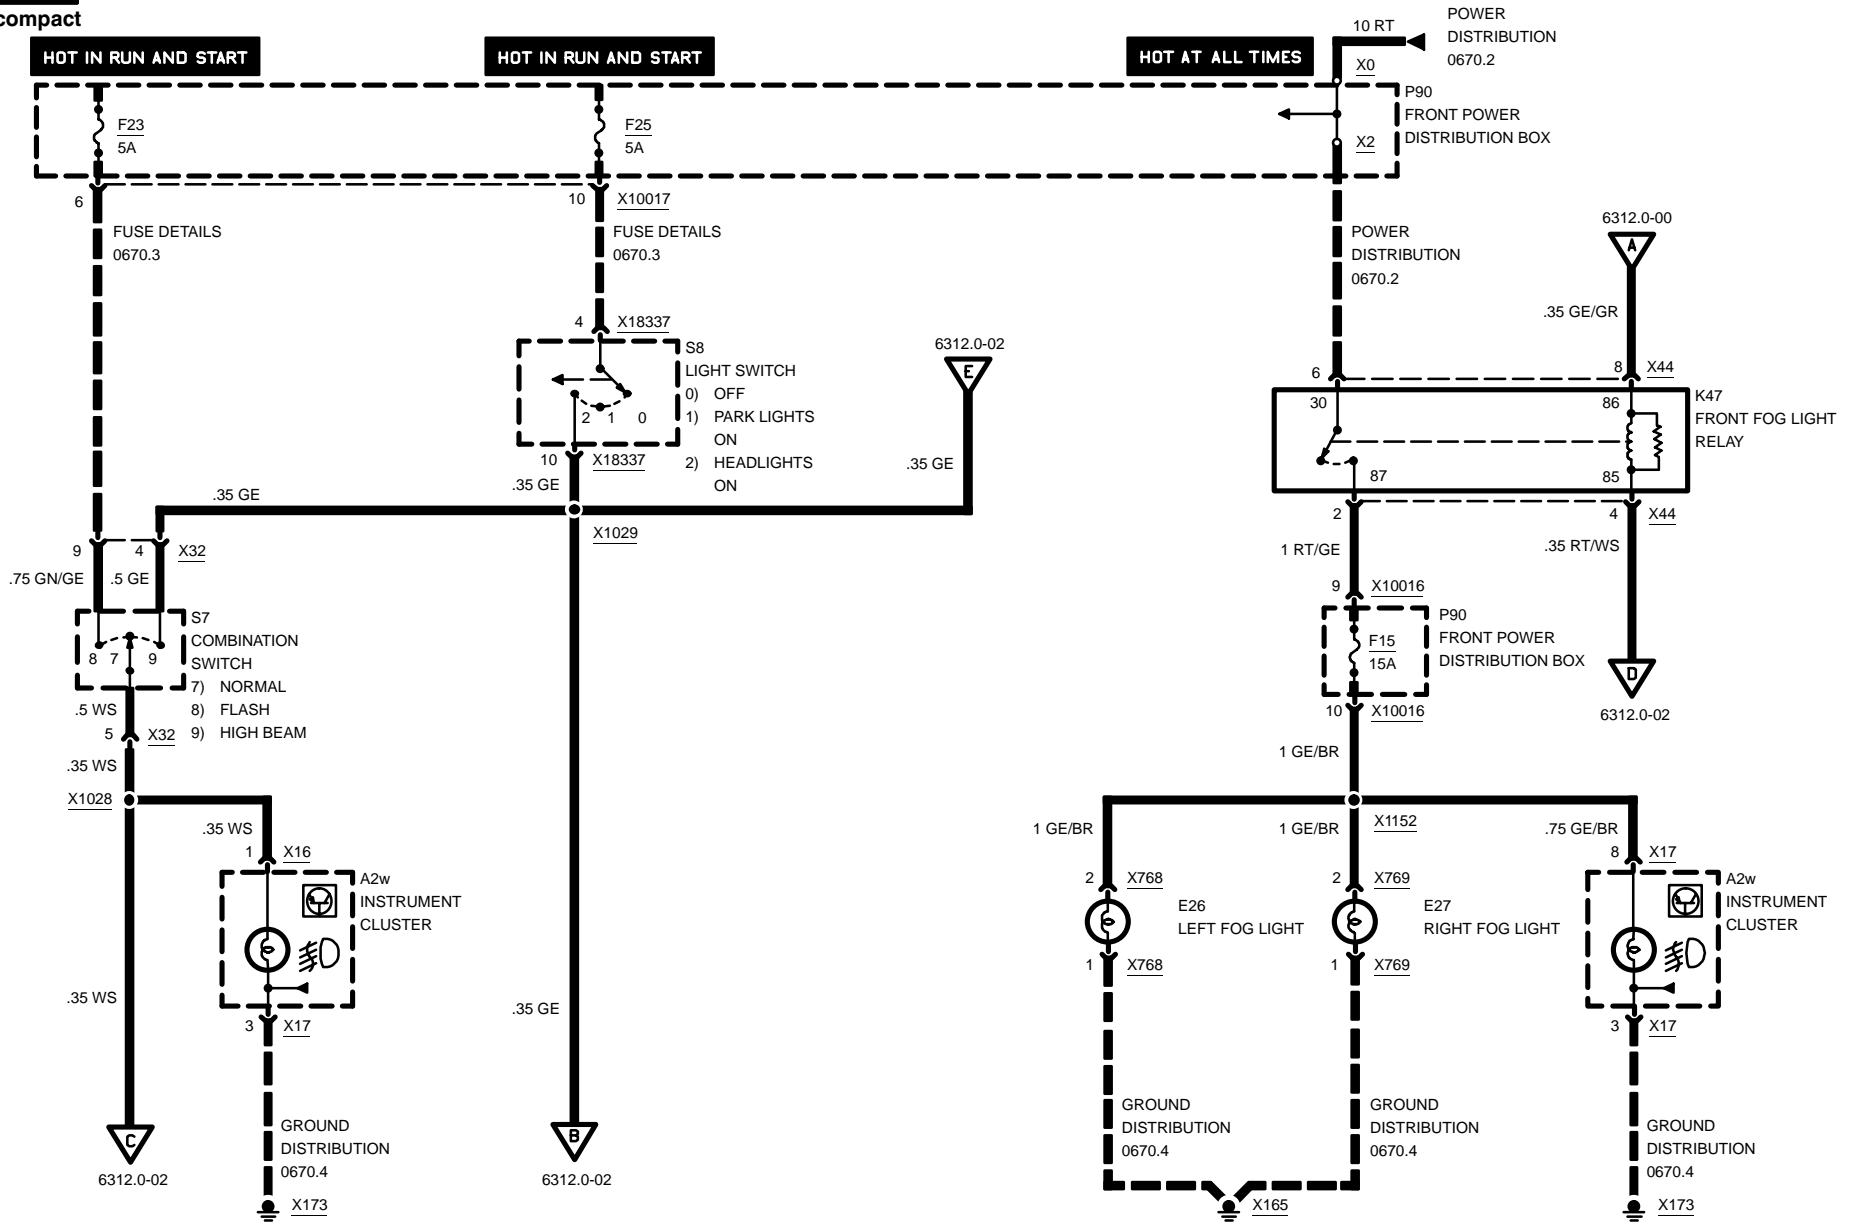 compact
HOT IN RUN AND START
HOT IN RUN AND START
HOT AT ALL TIMES
10 RT
POWER
DISTRIBUTION
0670.2
X0
P90
FRONT POWER
DISTRIBUTION BOX
X2
F23
5A
F25
5A
6
10
X10017
FUSE DETAILS
0670.3
FUSE DETAILS
0670.3
POWER
DISTRIBUTION
0670.2
6312.0-00
A
.35 GE/GR
4
X18337
S8
LIGHT SWITCH
0) OFF
1) PARK LIGHTS
ON
2) HEADLIGHTS
ON
2 1 0
10
X18337
.35 GE
6312.0-02
E
.35 GE
.35 GE
X1029
6
8
X44
30
86
K47
FRONT FOG LIGHT
RELAY
87
85
2
4
X44
1 RT/GE
.35 RT/WS
9
4
X32
.75 GN/GE
.5 GE
S7
COMBINATION
SWITCH
7) NORMAL
8) FLASH
9) HIGH BEAM
8 7 9
.5 WS
5
X32
.35 WS
X1028
.35 WS
1
X16
A2w
INSTRUMENT
CLUSTER
3
X17
.35 WS
.35 GE
GROUND
DISTRIBUTION
0670.4
C
6312.0-02
X173
B
6312.0-02
9
X10016
P90
FRONT POWER
DISTRIBUTION BOX
F15
15A
10
X10016
D
6312.0-02
1 GE/BR
X1152
1 GE/BR
1 GE/BR
.75 GE/BR
2
X768
E26
LEFT FOG LIGHT
1
X768
2
X769
E27
RIGHT FOG LIGHT
1
X769
8
X17
A2w
INSTRUMENT
CLUSTER
3
X17
GROUND
DISTRIBUTION
0670.4
GROUND
DISTRIBUTION
0670.4
GROUND
DISTRIBUTION
0670.4
X165
X173